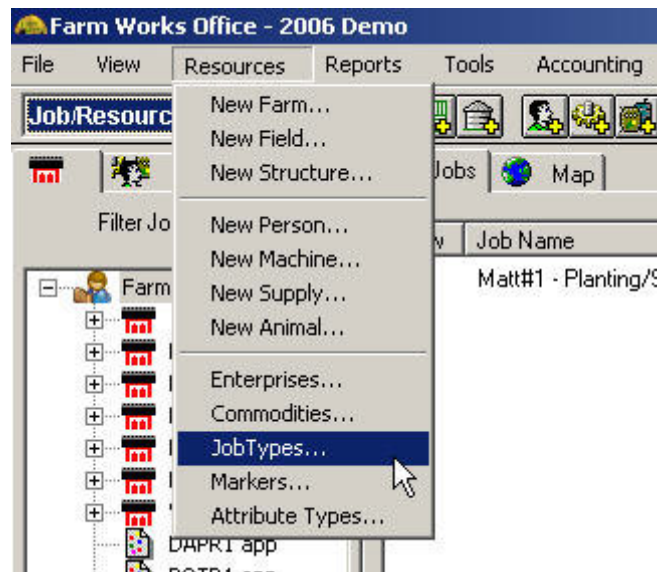 Farm Works Office - 2006 Demo
File View Resources Reports Tools Accounting
Job/Resourc
New Farm...
New Field...
New Structure...
Jobs Map
Filter Jo
New Person...
Job Name
New Machine...
Matt#1 - Planting/S
Farm
New Supply...
New Animal...
Enterprises...
Commodities...
JobTypes...
Markers...
Attribute Types...
DAPR1 app